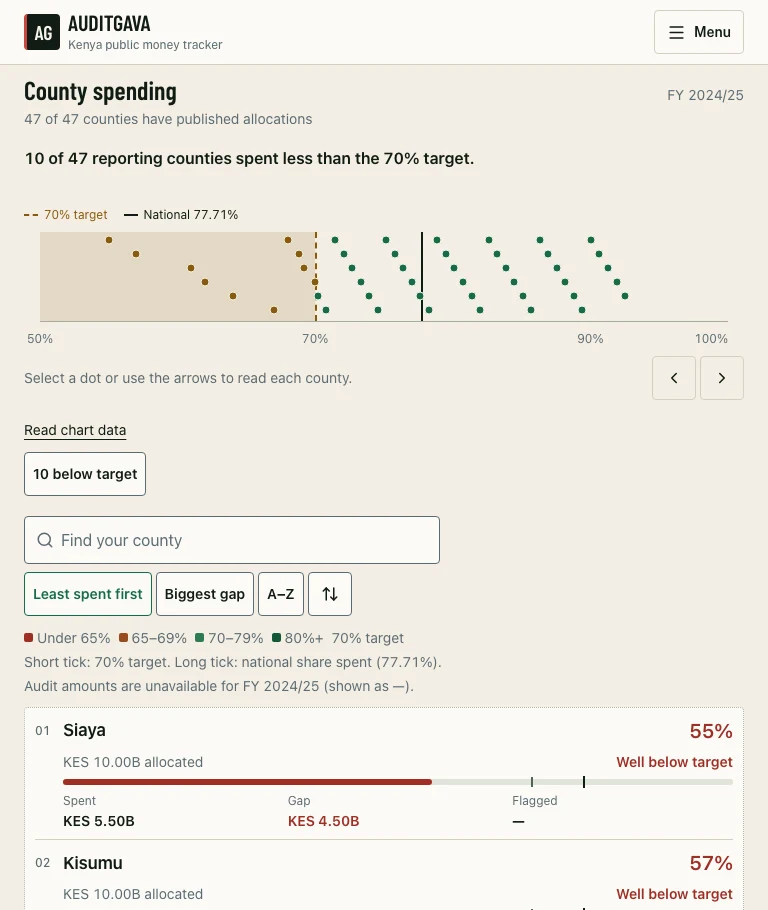 AG
AUDITGAVA
Kenya public money tracker
Menu
County spending
FY 2024/25
47 of 47 counties have published allocations
10 of 47 reporting counties spent less than the 70% target.
70% target
National 77.71%
50%
70%
90%
100%
Select a dot or use the arrows to read each county.
Read chart data
10 below target
Find your county
Least spent first
Biggest gap
A–Z
Under 65%
65–69%
70–79%
80%+
70% target
Short tick: 70% target. Long tick: national share spent (77.71%).
Audit amounts are unavailable for FY 2024/25 (shown as —).
01
Siaya
55%
KES 10.00B allocated
Well below target
Spent
Gap
Flagged
KES 5.50B
KES 4.50B
—
02
Kisumu
57%
KES 10.00B allocated
Well below target